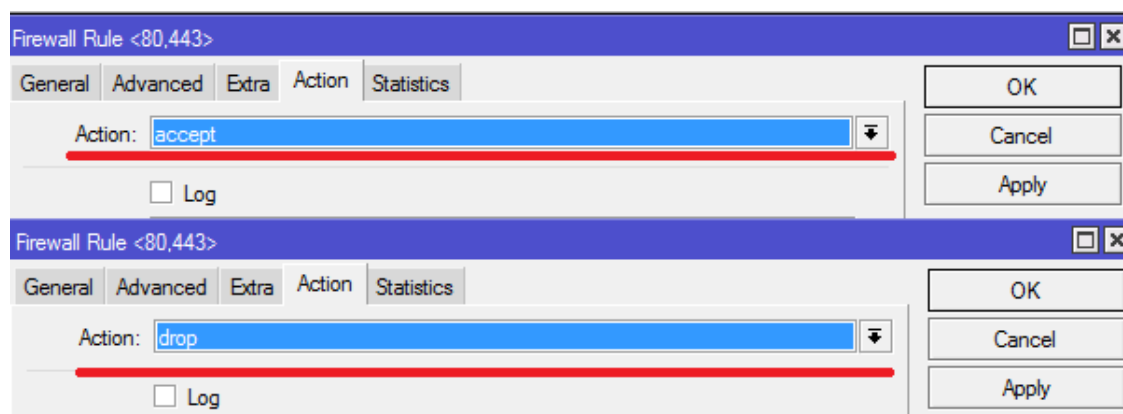 Firewall Rule <80,443>
General Advanced Extra Action Statistics
OK
Action: accept
Cancel
Log
Apply
Firewall Rule <80,443>
General Advanced Extra Action Statistics
OK
Action: drop
Cancel
Log
Apply